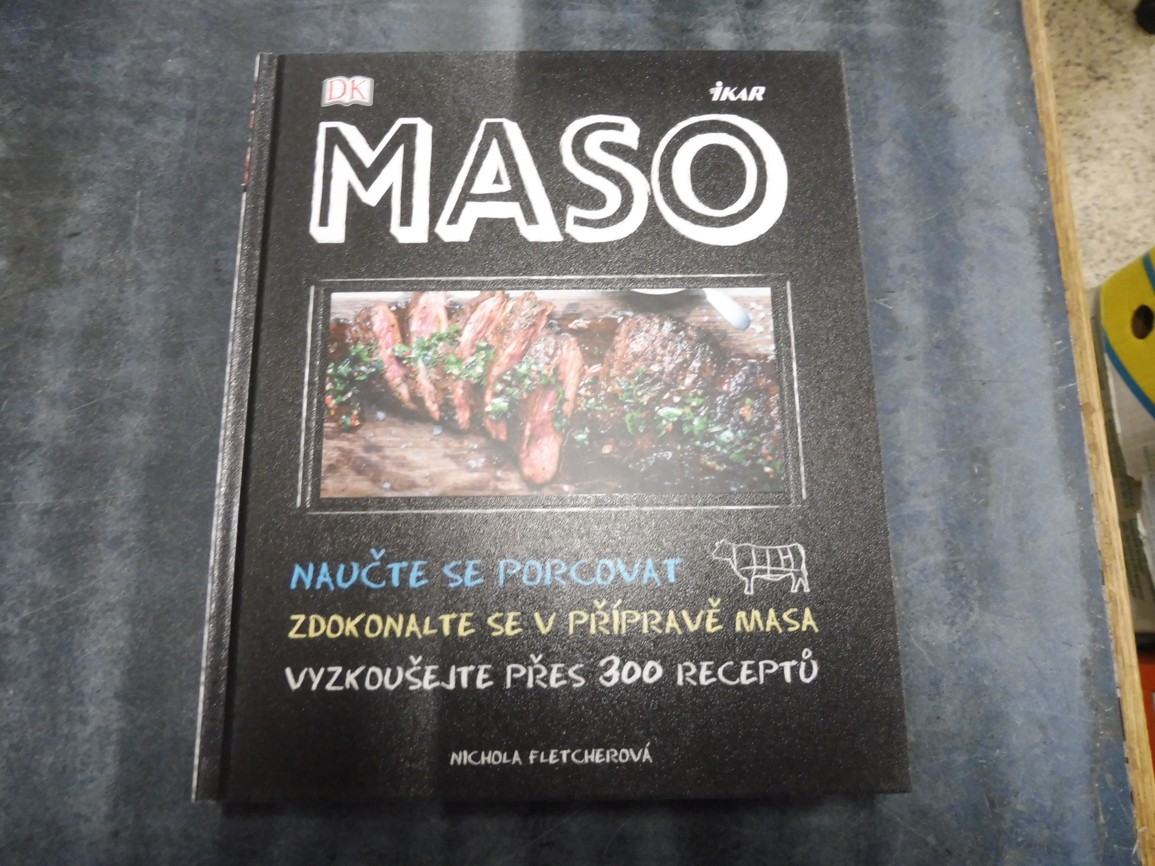 DK
iKAR
MASO
NAUČTE SE PORCOVAT
ZDOKONALTE SE V PŘÍPRAVĚ MASA
VYZKOUŠEJTE PŘES 300 RECEPTŮ
NICHOLA FLETCHEROVÁ